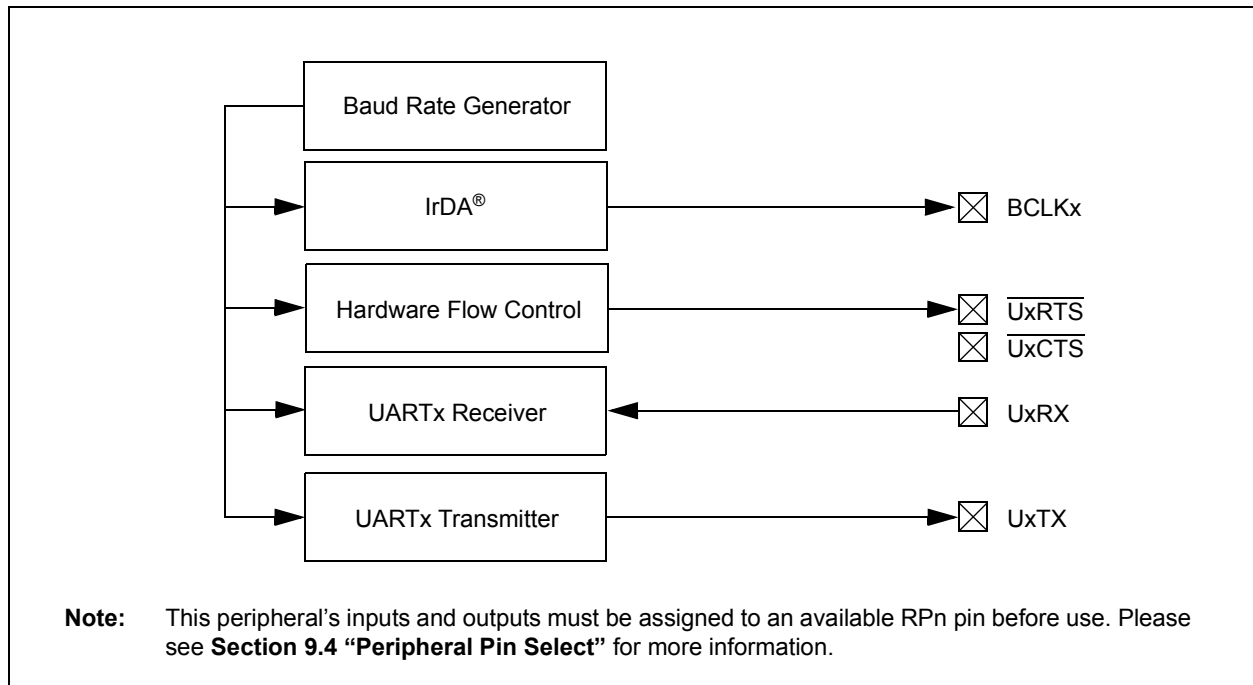 Baud Rate Generator
IrDA®
BCLKx
Hardware Flow Control
UxRTS
UxCTS
UARTx Receiver
UxRX
UARTx Transmitter
UxTX
Note: This peripheral’s inputs and outputs must be assigned to an available RPn pin before use. Please
see Section 9.4 “Peripheral Pin Select” for more information.